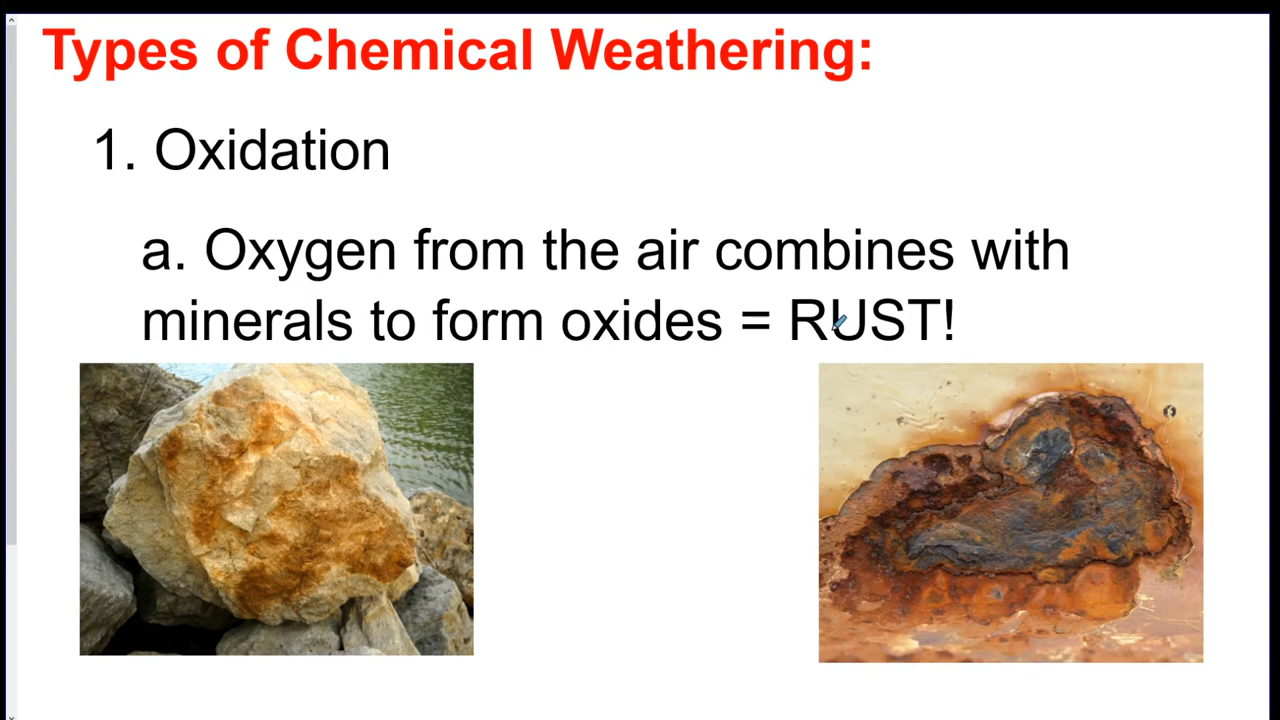 Types of Chemical Weathering:
1. Oxidation
a. Oxygen from the air combines with
minerals to form oxides = RUST!